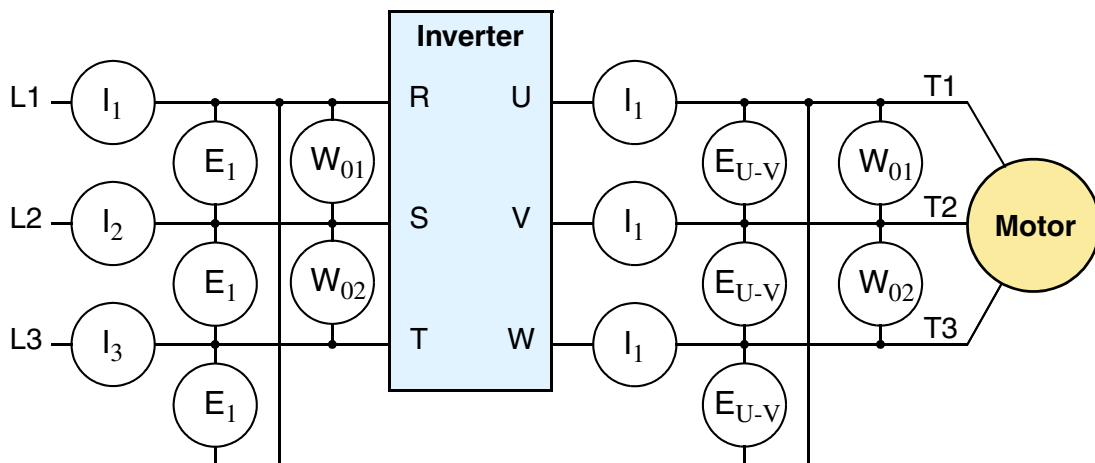 Inverter
L1 I1 R U I1 T1
E1 W01 EU-V W01
L2 I2 S V I1 T2
Motor
E1 W02 EU-V W02
L3 I3 T W I1 T3
E1 EU-V